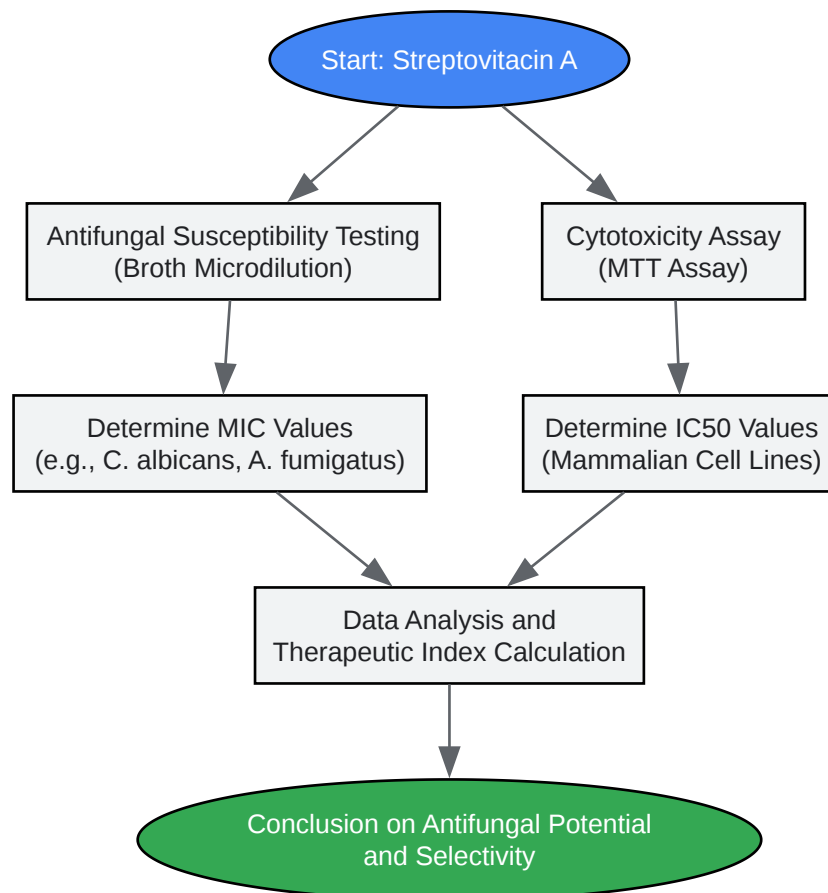 Start: Streptovitacin A
Antifungal Susceptibility Testing
(Broth Microdilution)
Cytotoxicity Assay
(MTT Assay)
Determine MIC Values
(e.g., C. albicans, A. fumigatus)
Determine IC50 Values
(Mammalian Cell Lines)
Data Analysis and
Therapeutic Index Calculation
Conclusion on Antifungal Potential
and Selectivity